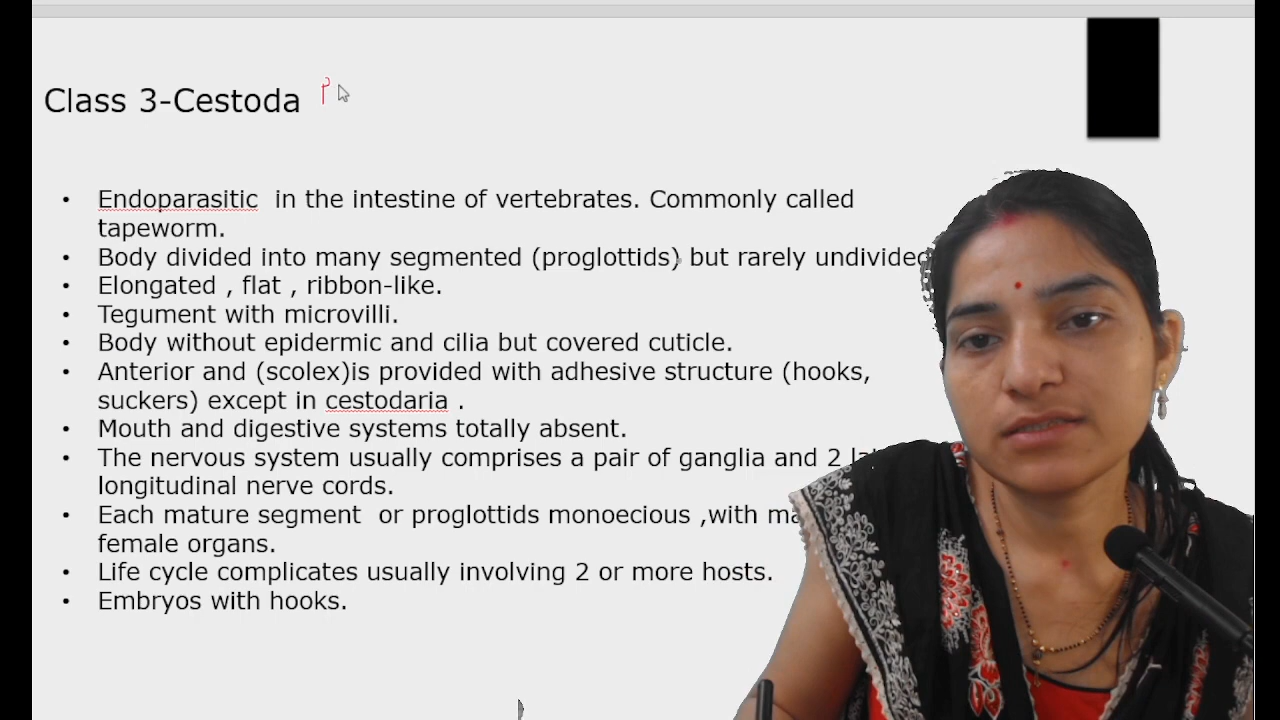 Class 3-Cestoda
• Endoparasitic in the intestine of vertebrates. Commonly called
tapeworm.
• Body divided into many segmented (proglottids) but rarely undivided
• Elongated , flat , ribbon-like.
• Tegument with microvilli.
• Body without epidermic and cilia but covered cuticle.
• Anterior and (scolex)is provided with adhesive structure (hooks,
suckers) except in cestodaria .
• Mouth and digestive systems totally absent.
• The nervous system usually comprises a pair of ganglia and 2
longitudinal nerve cords.
• Each mature segment or proglottids monoecious ,with
female organs.
• Life cycle complicates usually involving 2 or more hosts.
• Embryos with hooks.